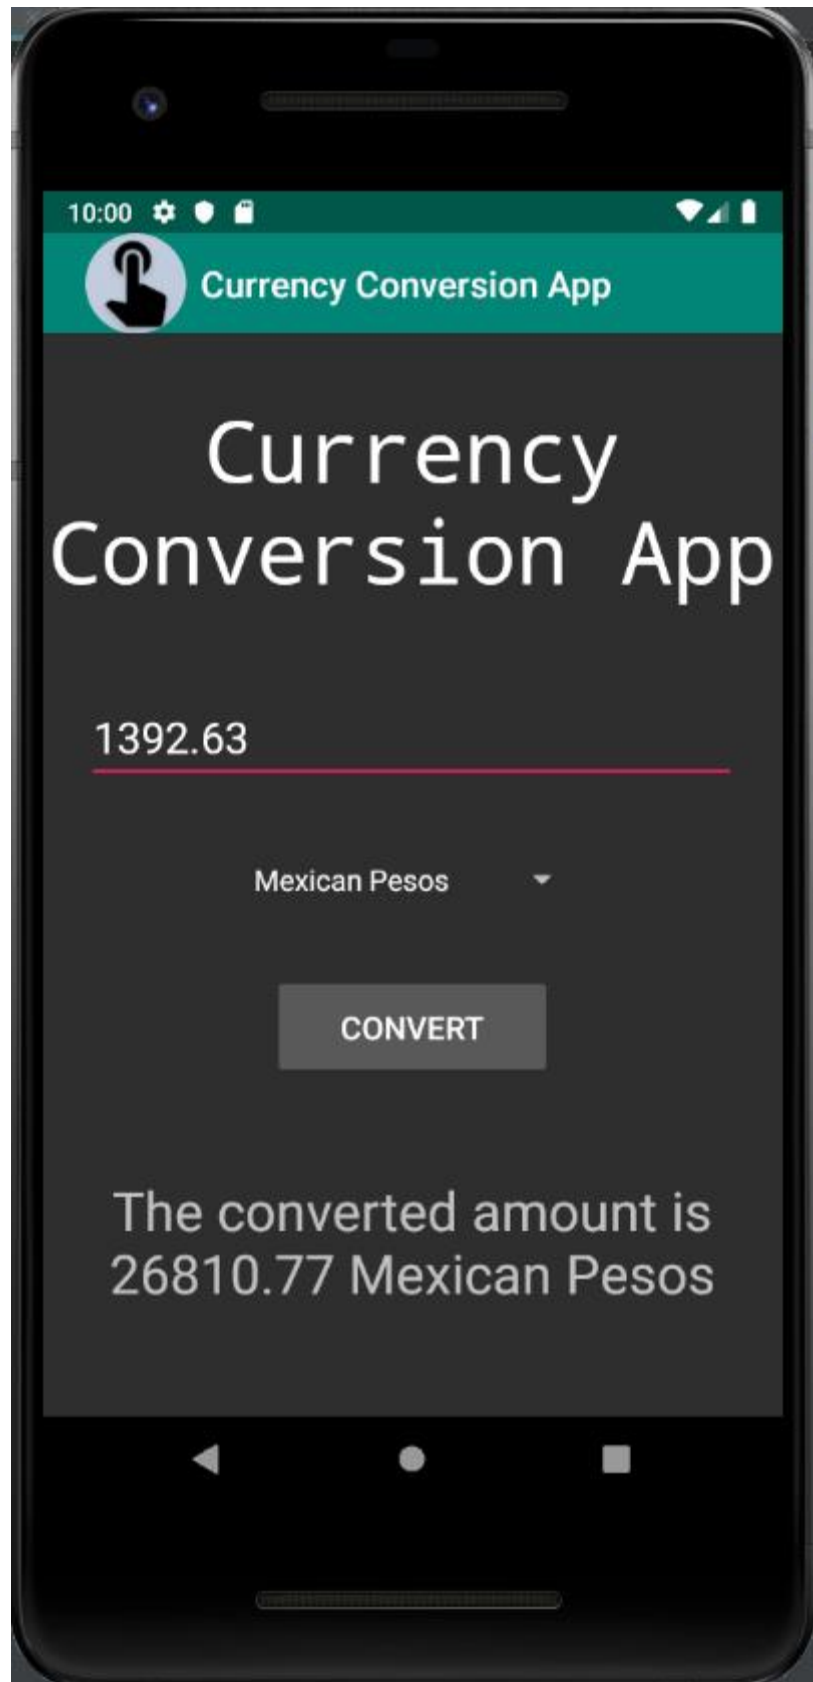 10:00
Currency Conversion App
Currency
Conversion App
1392.63
Mexican Pesos
CONVERT
The converted amount is
26810.77 Mexican Pesos